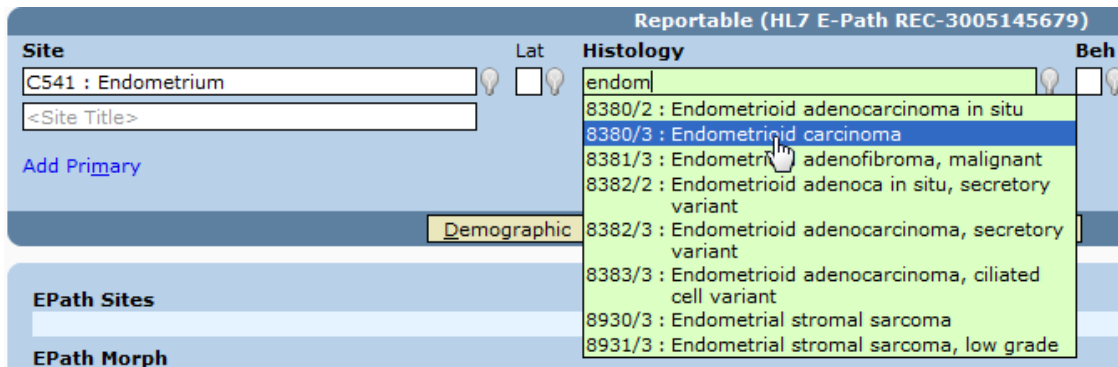 Reportable (HL7 E-Path REC-3005145679)
Site Lat Histology Beh
C541 : Endometrium endom
<Site Title>
Add Primary
8380/2 : Endometrioid adenocarcinoma in situ
8380/3 : Endometrioid carcinoma
8381/3 : Endometrioid adenofibroma, malignant
8382/2 : Endometrioid adenoca in situ, secretory
variant
8382/3 : Endometrioid adenocarcinoma, secretory
variant
8383/3 : Endometrioid adenocarcinoma, ciliated
cell variant
8930/3 : Endometrial stromal sarcoma
8931/3 : Endometrial stromal sarcoma, low grade
Demographic
EPath Sites
EPath Morph